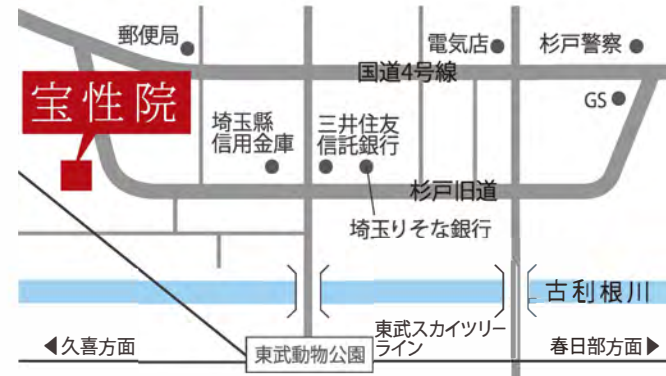 郵便局
電気店
杉戸警察
国道4号線
宝性院
GS
埼玉縣
信用金庫
三井住友
信託銀行
杉戸旧道
埼玉りそな銀行
古利根川
東武スカイツリー
ライン
◀久喜方面
東武動物公園
春日部方面▶